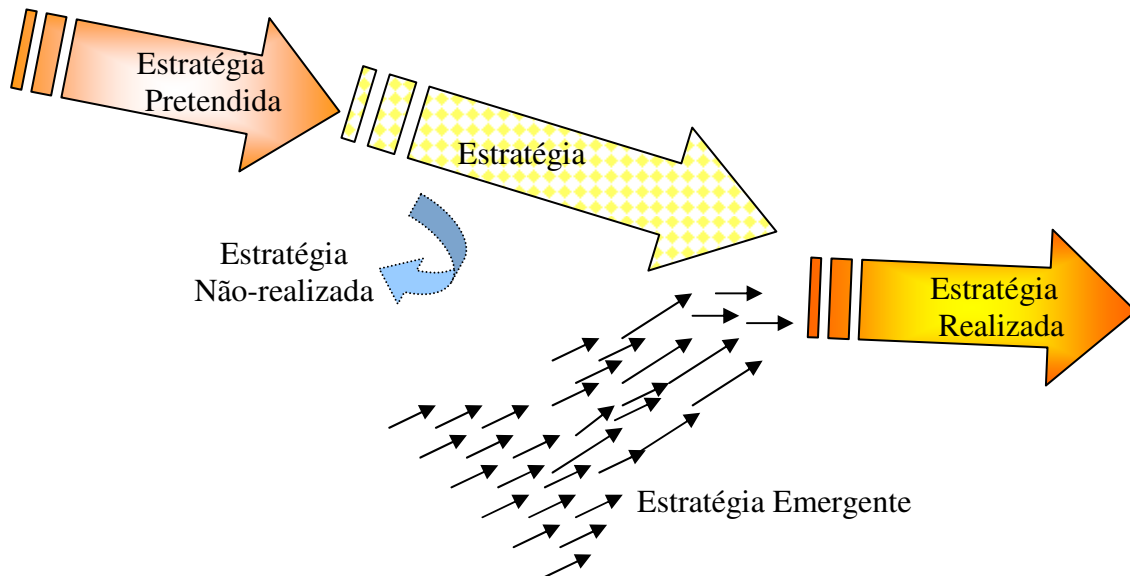 Estratégia
Pretendida
Estratégia
Estratégia
Não-realizada
Estratégia
Realizada
Estratégia Emergente